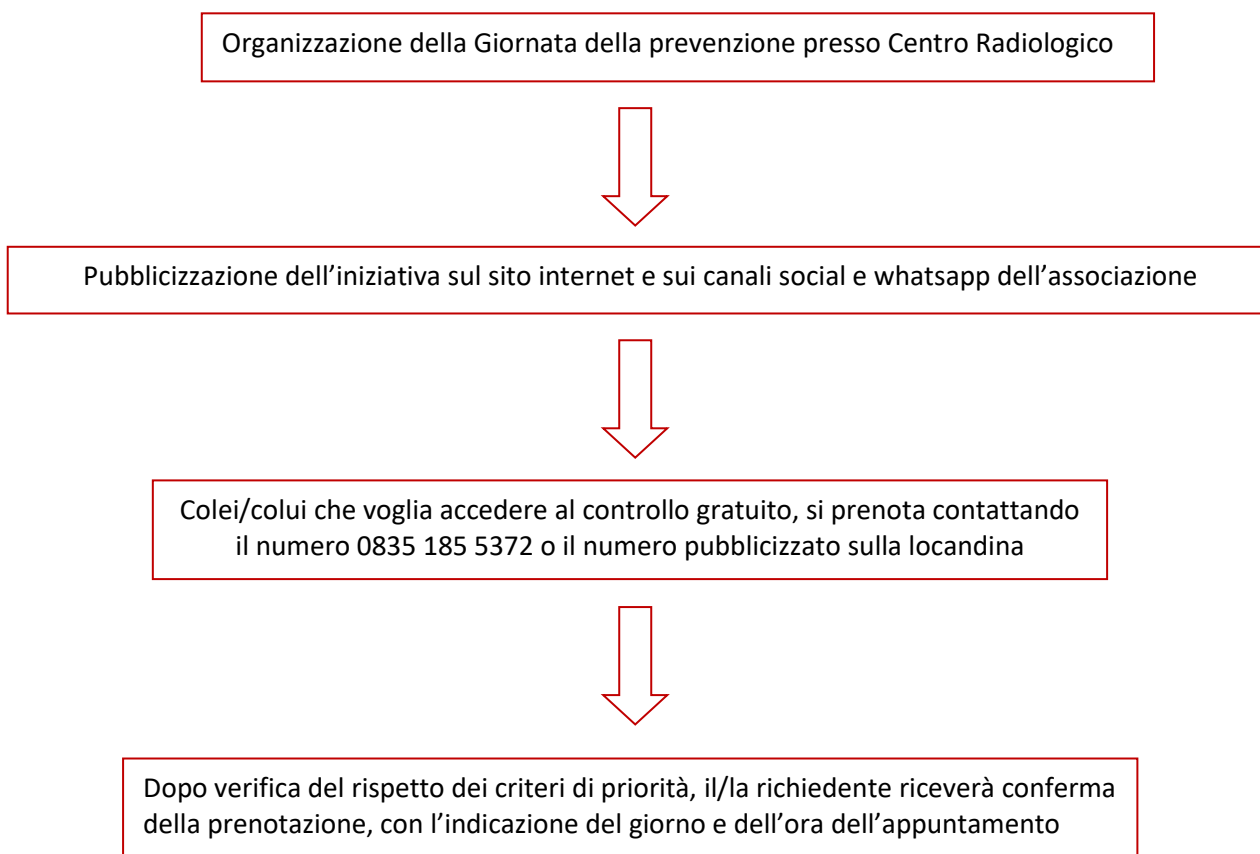 Organizzazione della Giornata della prevenzione presso Centro Radiologico
Pubblicizzazione dell’iniziativa sul sito internet e sui canali social e whatsapp dell’associazione
Colei/colui che voglia accedere al controllo gratuito, si prenota contattando
il numero 0835 185 5372 o il numero pubblicizzato sulla locandina
Dopo verifica del rispetto dei criteri di priorità, il/la richiedente riceverà conferma
della prenotazione, con l’indicazione del giorno e dell’ora dell’appuntamento